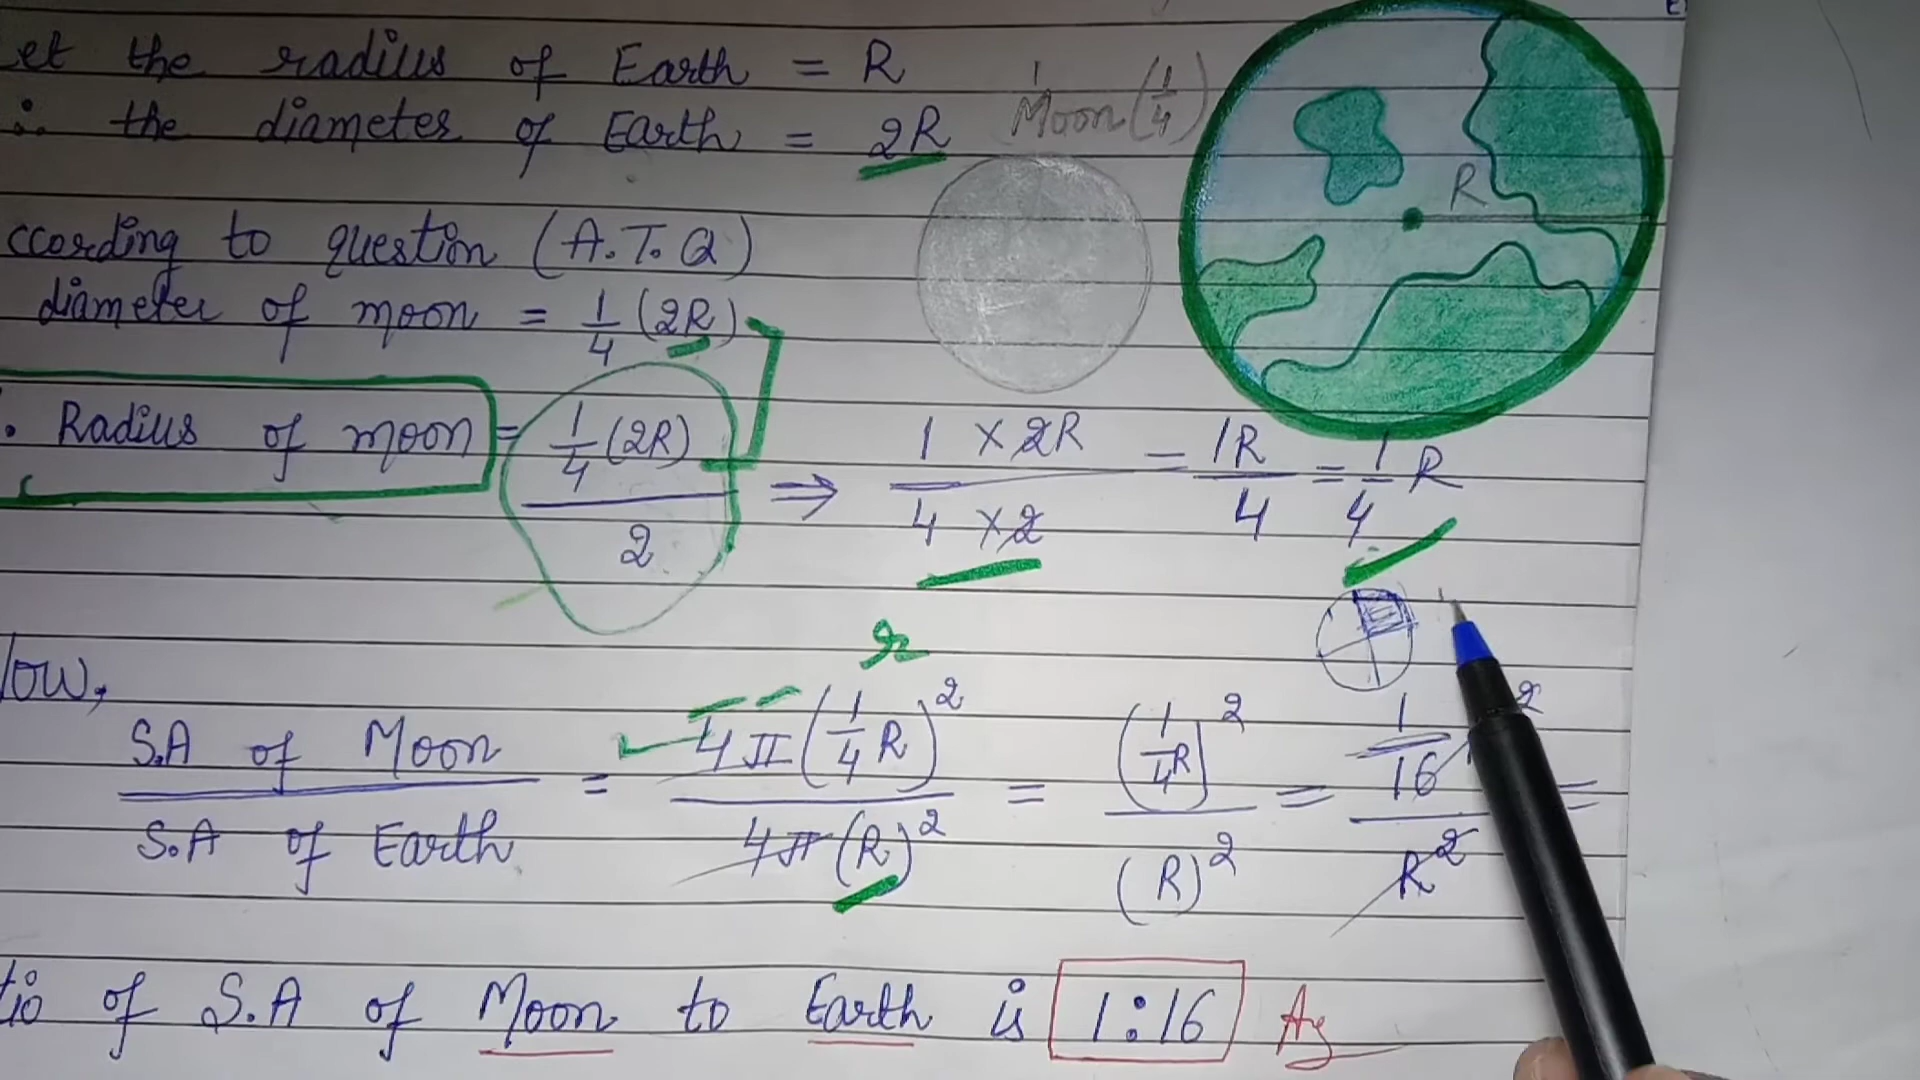 et the radius of Earth = R
∴ the diameter of Earth = 2R
Moon (1/4)
R
ccording to question (A.T.Q)
diameter of moon = 1/4 (2R)
. Radius of moon = (1/4 (2R))/2 ⇒ (1 × 2R)/(4 × 2) = 1R/4 = 1/4 R
r
low,
S.A of Moon / S.A of Earth = 4π(1/4 R)² / 4π(R)² = (1/4 R)² / (R)² = 1/16 ² / R² =
tio of S.A of Moon to Earth is 1:16